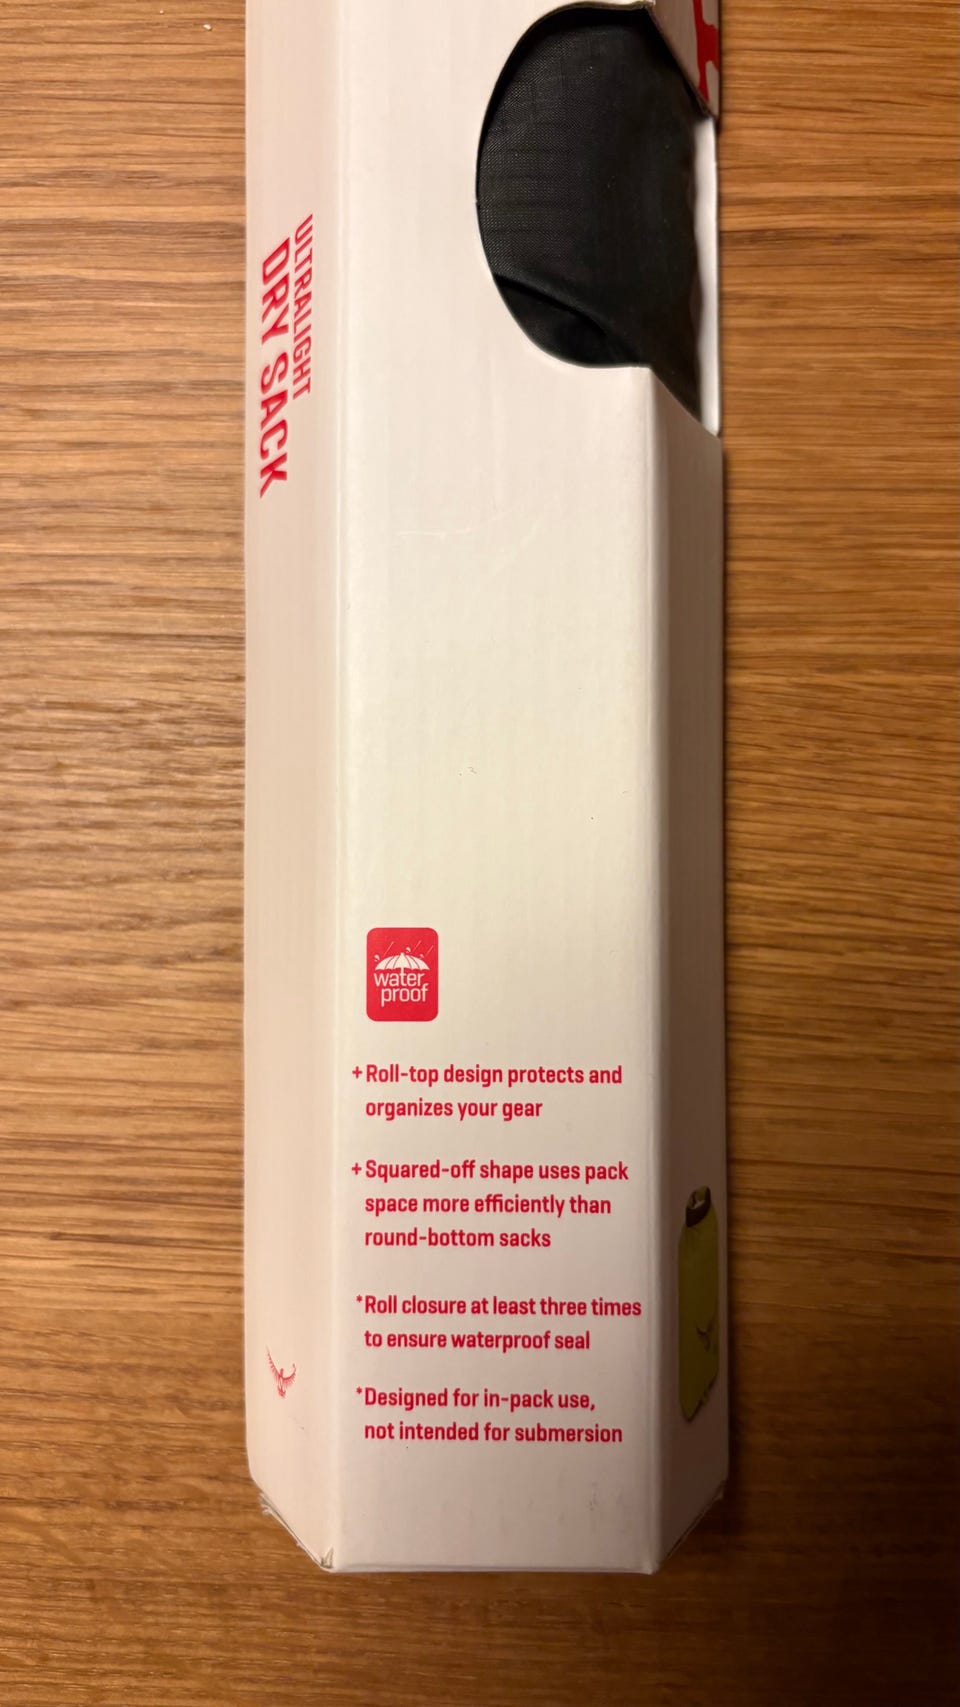 ULTRALIGHT
DRY SACK
water
proof
+Roll-top design protects and
organizes your gear
+Squared-off shape uses pack
space more efficiently than
round-bottom sacks
*Roll closure at least three times
to ensure waterproof seal
*Designed for in-pack use,
not intended for submersion